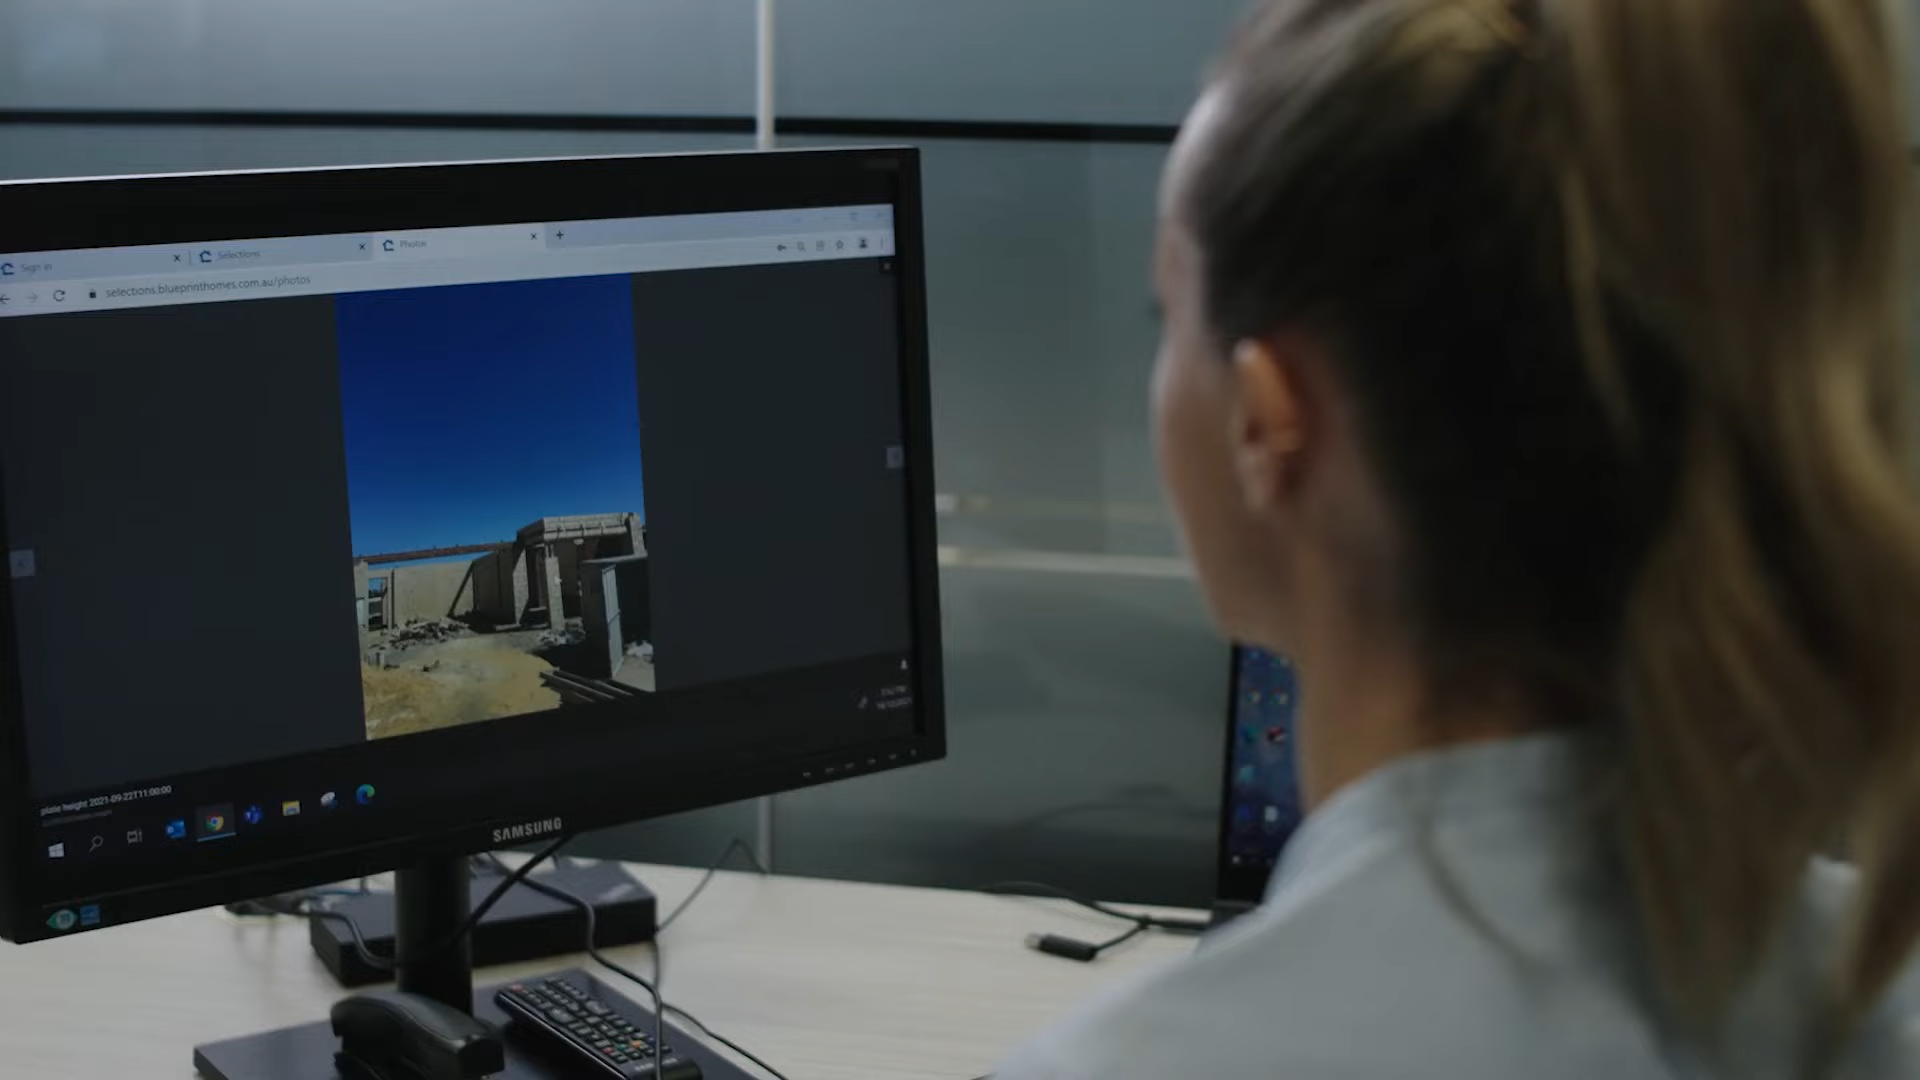 Sign in
Selections
Photos
selections.blueprinthomes.com.au/photos
plate height 2021-09-22T11:00:00
SAMSUNG